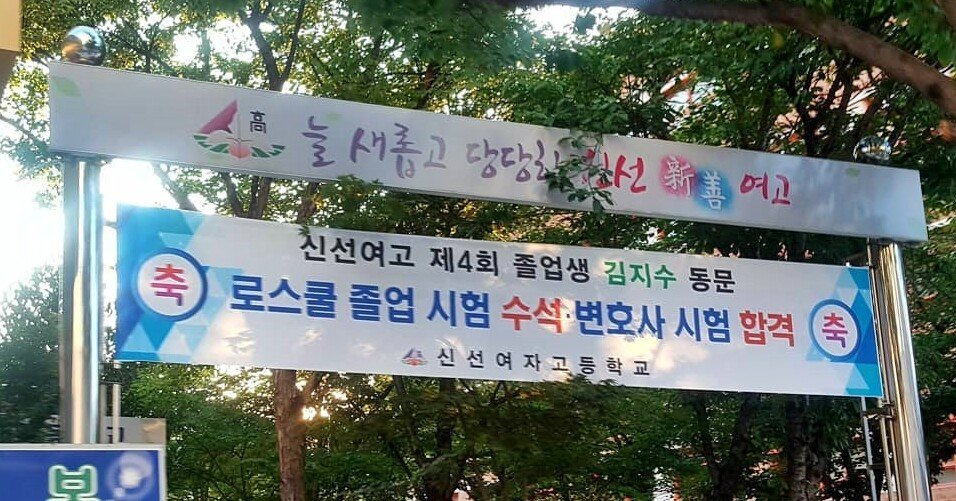 高 늘 새롭고 당당한 신선 新善 여고
신선여고 제4회 졸업생 김지수 동문
축 로스쿨 졸업 시험 수석·변호사 시험 합격 축
신선여자고등학교